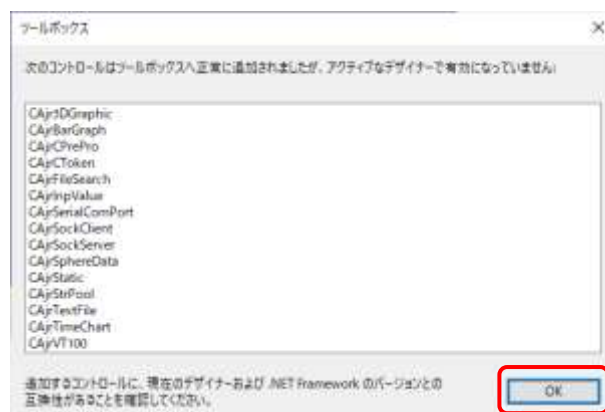 ツールボックス
次のコントロールはツールボックスへ正常に追加されましたが、アクティブなデザイナーで有効になっていません:
CAjr3DGraphic
CAjrBarGraph
CAjrCPrePro
CAjrCToken
CAjrFileSearch
CAjrInpValue
CAjrSerialComPort
CAjrSockClient
CAjrSockServer
CAjrSphereData
CAjrStatic
CAjrStrPool
CAjrTextFile
CAjrTimeChart
CAjrVT100
追加するコントロールに、現在のデザイナーおよび .NET Framework のバージョンとの
互換性があることを確認してください。
OK